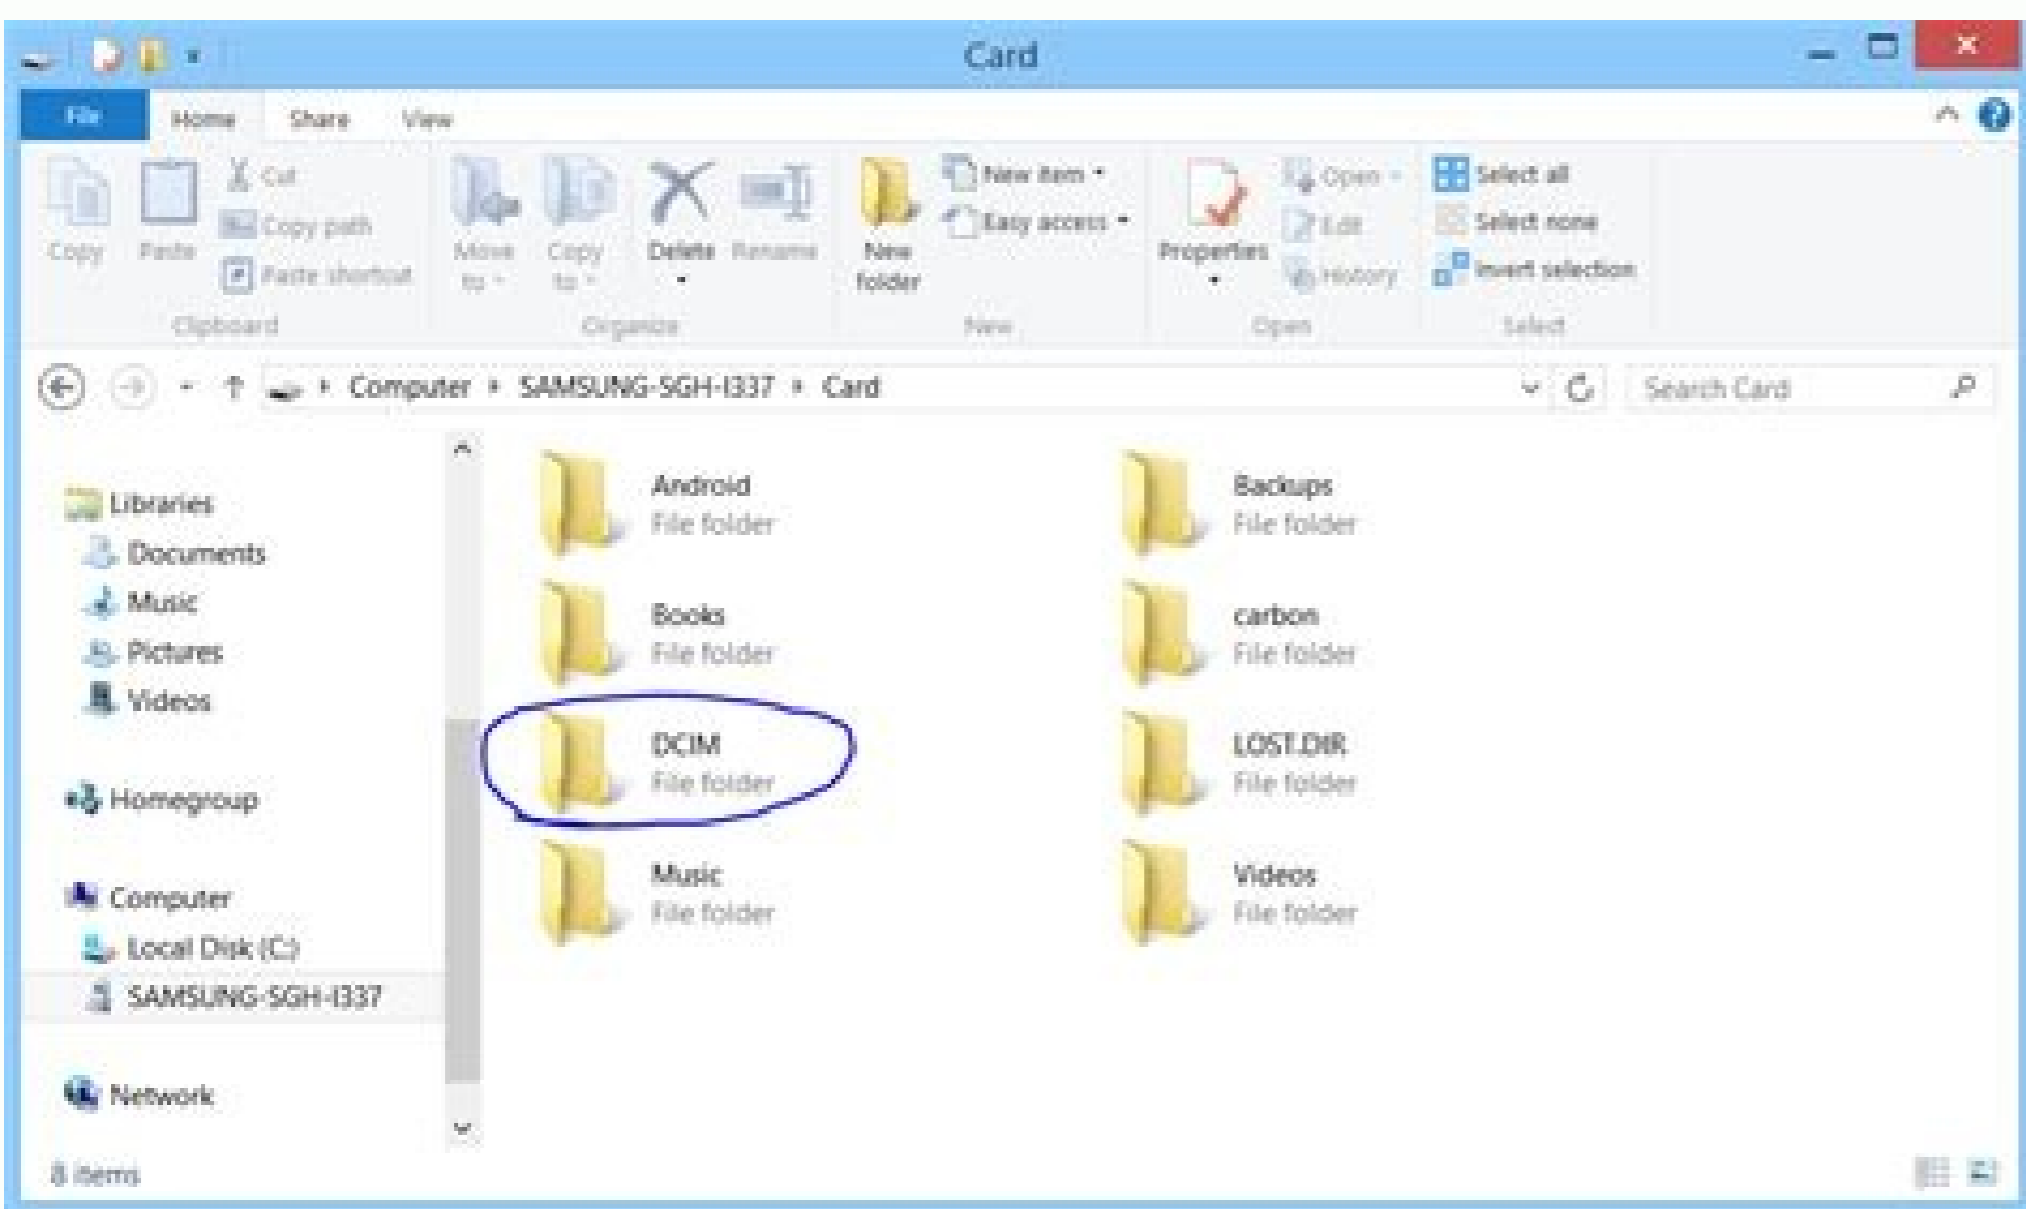 Card
File Home Share View
Copy
Paste
Cut
Copy path
Paste shortcut
Clipboard
Move to
Copy to
Delete
Rename
Organize
New folder
New item
Easy access
New
Properties
Open
Edit
History
Open
Select all
Select none
Invert selection
Select
Computer SAMSUNG-SGH-I337 Card
Search Card
Libraries
Documents
Music
Pictures
Videos
Homegroup
Computer
Local Disk (C:)
SAMSUNG-SGH-I337
Network
Android
File folder
Backups
File folder
Books
File folder
carbon
File folder
DCIM
File folder
LOST.DIR
File folder
Music
File folder
Videos
File folder
8 items